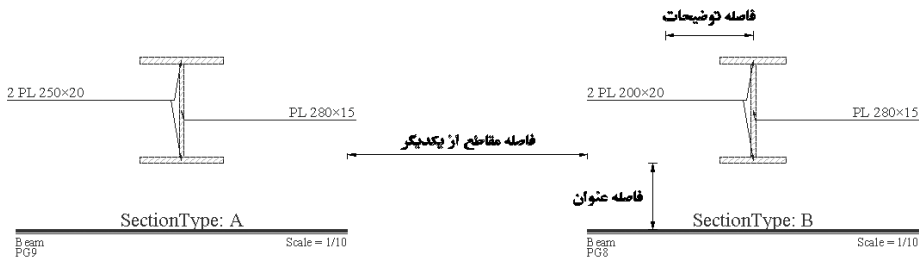 فاصله توضیحات
2 PL 250×20
PL 280×15
2 PL 200×20
PL 280×15
فاصله مقاطع از یکدیگر
فاصله عنوان
SectionType: A
SectionType: B
Beam
Scale = 1/10
PG9
Beam
Scale = 1/10
PG8